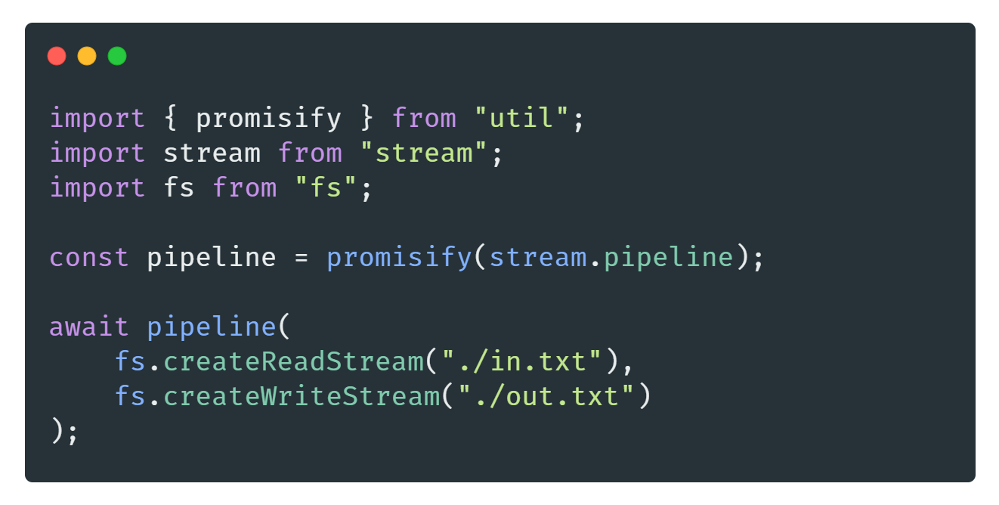 import { promisify } from "util";
import stream from "stream";
import fs from "fs";

const pipeline = promisify(stream.pipeline);

await pipeline(
    fs.createReadStream("./in.txt"),
    fs.createWriteStream("./out.txt")
);